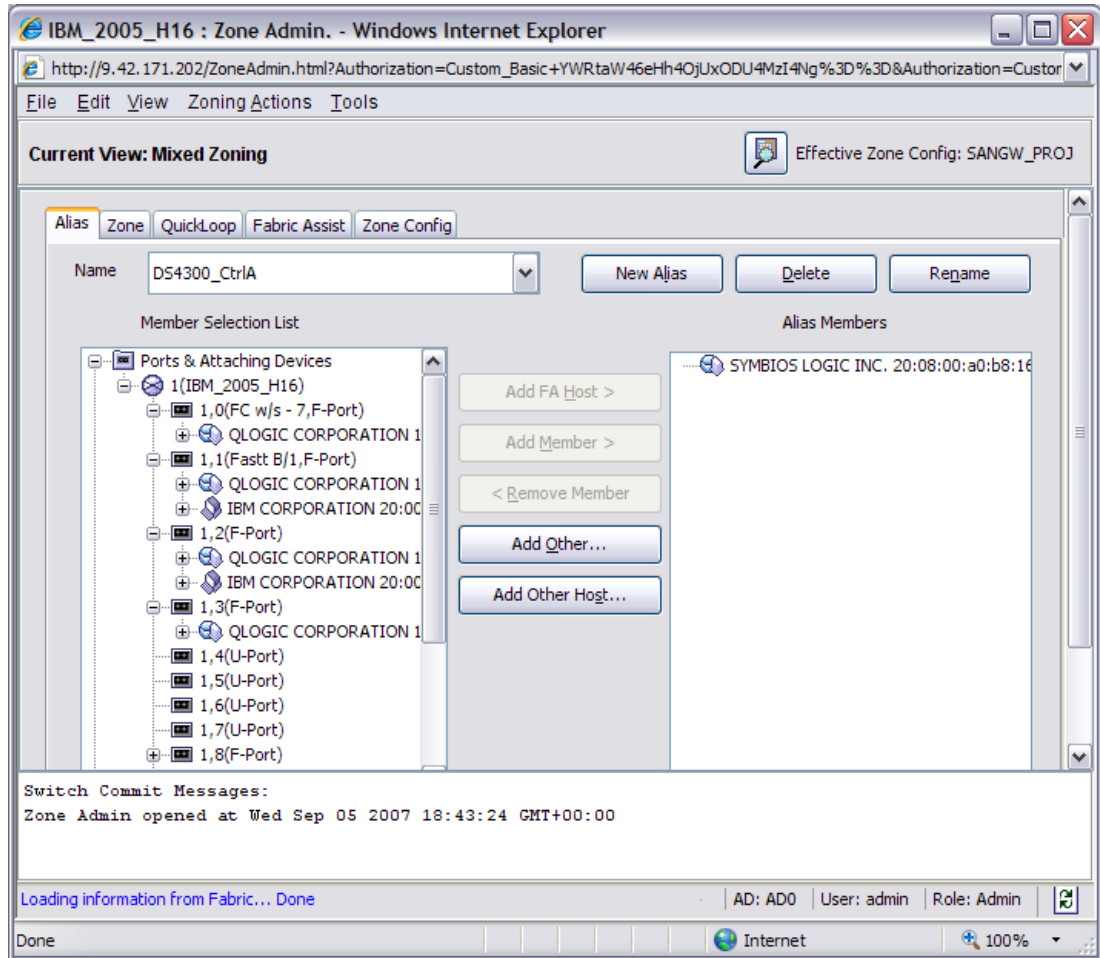 IBM_2005_H16 : Zone Admin. - Windows Internet Explorer
http://9.42.171.202/ZoneAdmin.html?Authorization=Custom_Basic+YWRtaW46eHh4OjUxODU4MzI4Ng%3D%3D&Authorization=Custor
File Edit View Zoning Actions Tools
Current View: Mixed Zoning
Effective Zone Config: SANGW_PROJ
Alias Zone QuickLoop Fabric Assist Zone Config
Name DS4300_CtrlA New Alias Delete Rename
Member Selection List
Alias Members
Ports & Attaching Devices
1(IBM_2005_H16)
1,0(FC w/s - 7,F-Port)
QLOGIC CORPORATION 1
1,1(Fastt B/1,F-Port)
QLOGIC CORPORATION 1
IBM CORPORATION 20:00
1,2(F-Port)
QLOGIC CORPORATION 1
IBM CORPORATION 20:00
1,3(F-Port)
QLOGIC CORPORATION 1
1,4(U-Port)
1,5(U-Port)
1,6(U-Port)
1,7(U-Port)
1,8(F-Port)
Add FA Host >
Add Member >
< Remove Member
Add Other...
Add Other Host...
SYMBIOS LOGIC INC. 20:08:00:a0:b8:16
Switch Commit Messages:
Zone Admin opened at Wed Sep 05 2007 18:43:24 GMT+00:00
Loading information from Fabric... Done
AD: AD0 User: admin Role: Admin
Done Internet 100%